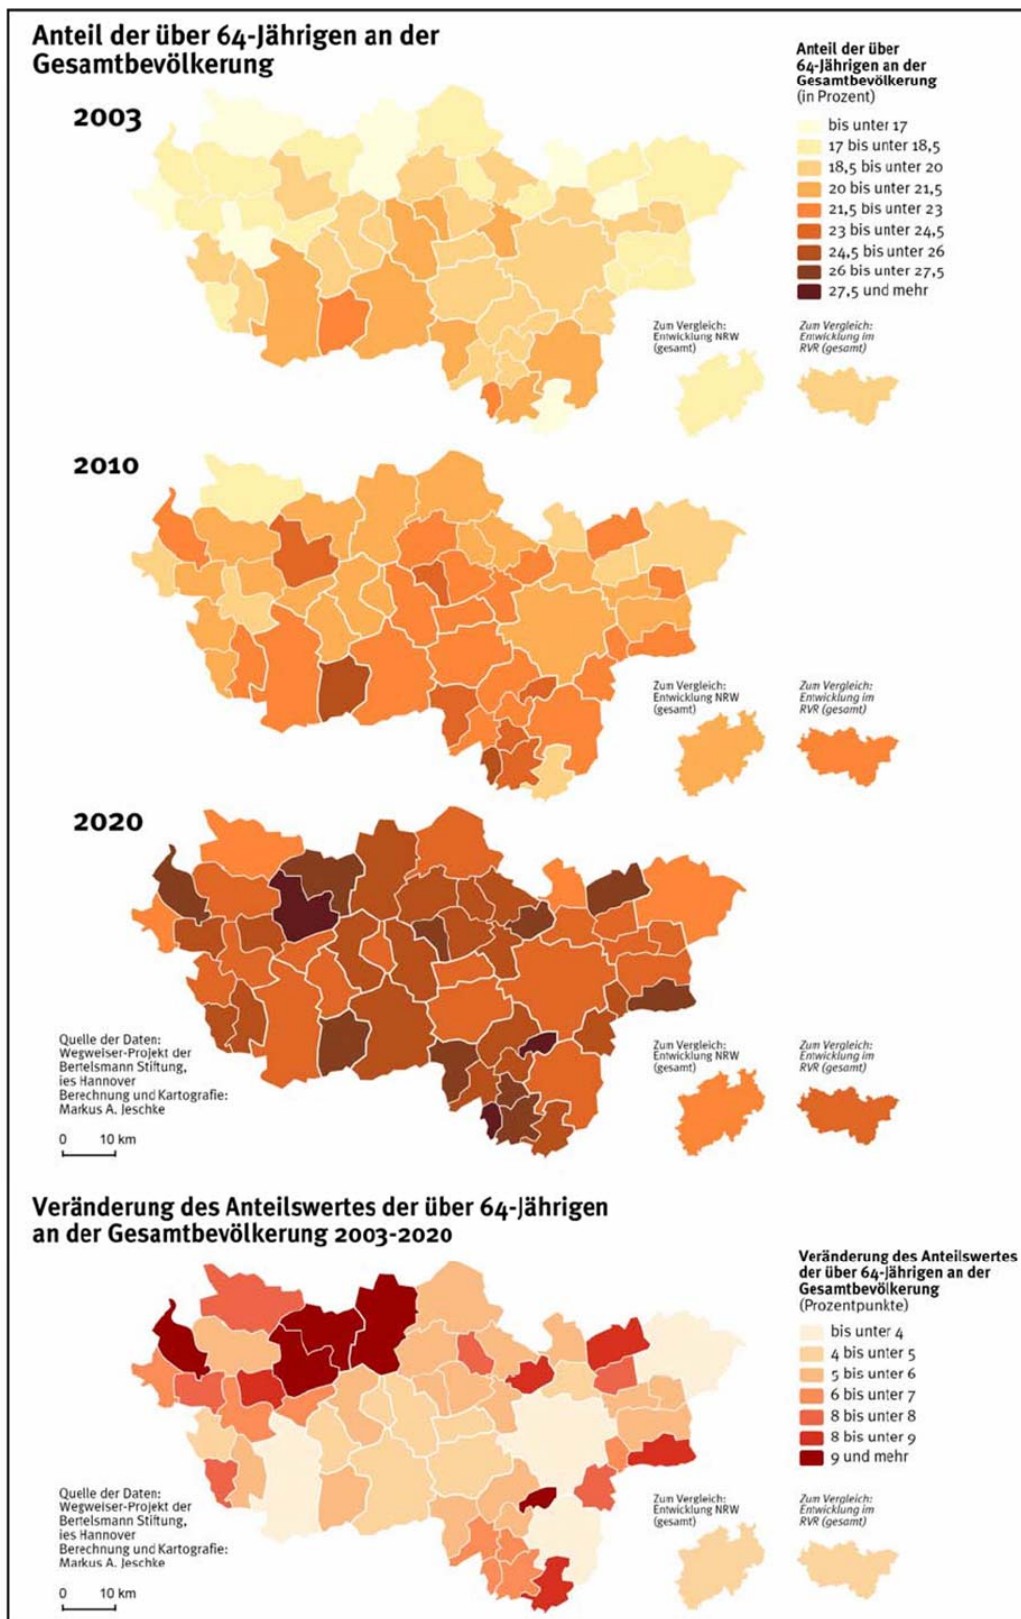 Anteil der über 64-Jährigen an der
Gesamtbevölkerung
2003
Anteil der über
64-Jährigen an der
Gesamtbevölkerung
(in Prozent)
bis unter 17
17 bis unter 18,5
18,5 bis unter 20
20 bis unter 21,5
21,5 bis unter 23
23 bis unter 24,5
24,5 bis unter 26
26 bis unter 27,5
27,5 und mehr
Zum Vergleich:
Entwicklung NRW
(gesamt)
Zum Vergleich:
Entwicklung im
RVR (gesamt)
2010
Zum Vergleich:
Entwicklung NRW
(gesamt)
Zum Vergleich:
Entwicklung im
RVR (gesamt)
2020
Quelle der Daten:
Wegweiser-Projekt der
Bertelsmann Stiftung,
ies Hannover
Berechnung und Kartografie:
Markus A. Jeschke
0 10 km
Zum Vergleich:
Entwicklung NRW
(gesamt)
Zum Vergleich:
Entwicklung im
RVR (gesamt)
Veränderung des Anteilswertes der über 64-Jährigen
an der Gesamtbevölkerung 2003-2020
Veränderung des Anteilswertes
der über 64-Jährigen an der
Gesamtbevölkerung
(Prozentpunkte)
bis unter 4
4 bis unter 5
5 bis unter 6
6 bis unter 7
8 bis unter 8
8 bis unter 9
9 und mehr
Quelle der Daten:
Wegweiser-Projekt der
Bertelsmann Stiftung,
ies Hannover
Berechnung und Kartografie:
Markus A. Jeschke
0 10 km
Zum Vergleich:
Entwicklung NRW
(gesamt)
Zum Vergleich:
Entwicklung im
RVR (gesamt)